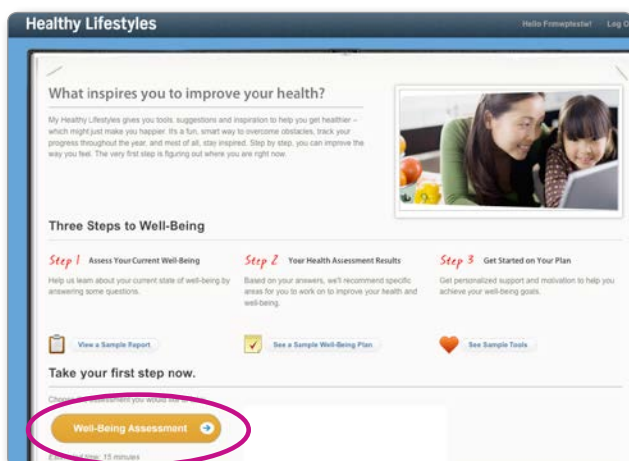 Healthy Lifestyles
Hello Fnmwptestw! Log O
What inspires you to improve your health?
My Healthy Lifestyles gives you tools, suggestions and inspiration to help you get healthier –
which might just make you happier. It's a fun, smart way to overcome obstacles, track your
progress throughout the year, and most of all, stay inspired. Step by step, you can improve the
way you feel. The very first step is figuring out where you are right now.
Three Steps to Well-Being
Step 1 Assess Your Current Well-Being
Help us learn about your current state of well-being by
answering some questions.
View a Sample Report
Step 2 Your Health Assessment Results
Based on your answers, we'll recommend specific
areas for you to work on to improve your health and
well-being.
See a Sample Well-Being Plan
Step 3 Get Started on Your Plan
Get personalized support and motivation to help you
achieve your well-being goals.
See Sample Tools
Take your first step now.
assessment you would
Well-Being Assessment
time: 15 minutes